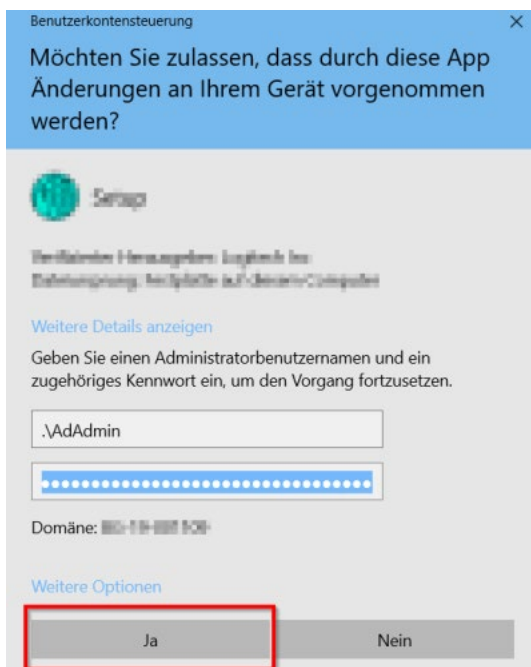 Benutzerkontensteuerung
Möchten Sie zulassen, dass durch diese App
Änderungen an Ihrem Gerät vorgenommen
werden?
Setup
Weitere Details anzeigen
Geben Sie einen Administratorbenutzernamen und ein
zugehöriges Kennwort ein, um den Vorgang fortzusetzen.
.\AdAdmin
Domäne:
Weitere Optionen
Ja
Nein